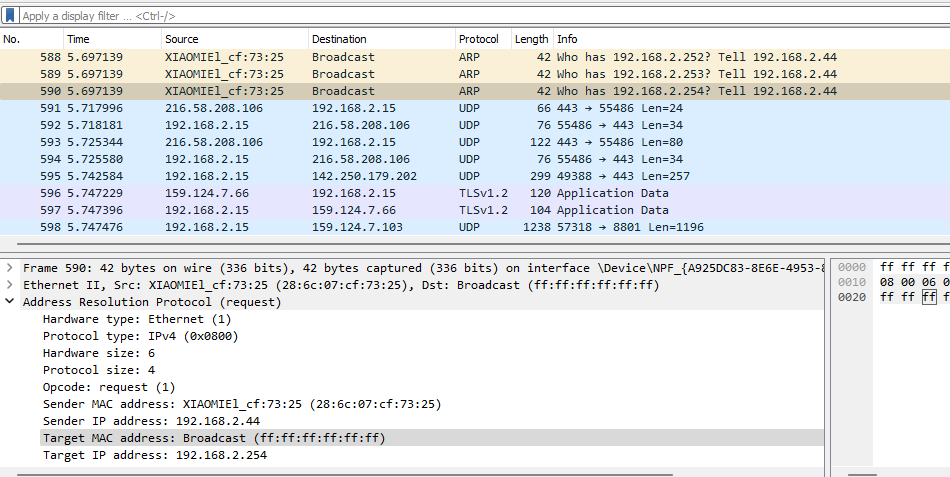 Apply a display filter … <Ctrl-/>
No. Time Source Destination Protocol Length Info
588 5.697139 XIAOMIEl_cf:73:25 Broadcast ARP 42 Who has 192.168.2.252? Tell 192.168.2.44
589 5.697139 XIAOMIEl_cf:73:25 Broadcast ARP 42 Who has 192.168.2.253? Tell 192.168.2.44
590 5.697139 XIAOMIEl_cf:73:25 Broadcast ARP 42 Who has 192.168.2.254? Tell 192.168.2.44
591 5.717996 216.58.208.106 192.168.2.15 UDP 66 443 → 55486 Len=24
592 5.718181 192.168.2.15 216.58.208.106 UDP 76 55486 → 443 Len=34
593 5.725344 216.58.208.106 192.168.2.15 UDP 122 443 → 55486 Len=80
594 5.725580 192.168.2.15 216.58.208.106 UDP 76 55486 → 443 Len=34
595 5.742584 192.168.2.15 142.250.179.202 UDP 299 49388 → 443 Len=257
596 5.747229 159.124.7.66 192.168.2.15 TLSv1.2 120 Application Data
597 5.747396 192.168.2.15 159.124.7.66 TLSv1.2 104 Application Data
598 5.747476 192.168.2.15 159.124.7.103 UDP 1238 57318 → 8801 Len=1196
Frame 590: 42 bytes on wire (336 bits), 42 bytes captured (336 bits) on interface \Device\NPF_{A925DC83-8E6E-4953-8
Ethernet II, Src: XIAOMIEl_cf:73:25 (28:6c:07:cf:73:25), Dst: Broadcast (ff:ff:ff:ff:ff:ff)
Address Resolution Protocol (request)
Hardware type: Ethernet (1)
Protocol type: IPv4 (0x0800)
Hardware size: 6
Protocol size: 4
Opcode: request (1)
Sender MAC address: XIAOMIEl_cf:73:25 (28:6c:07:cf:73:25)
Sender IP address: 192.168.2.44
Target MAC address: Broadcast (ff:ff:ff:ff:ff:ff)
Target IP address: 192.168.2.254
0000 ff ff ff f
0010 08 00 06 0
0020 ff ff ff f